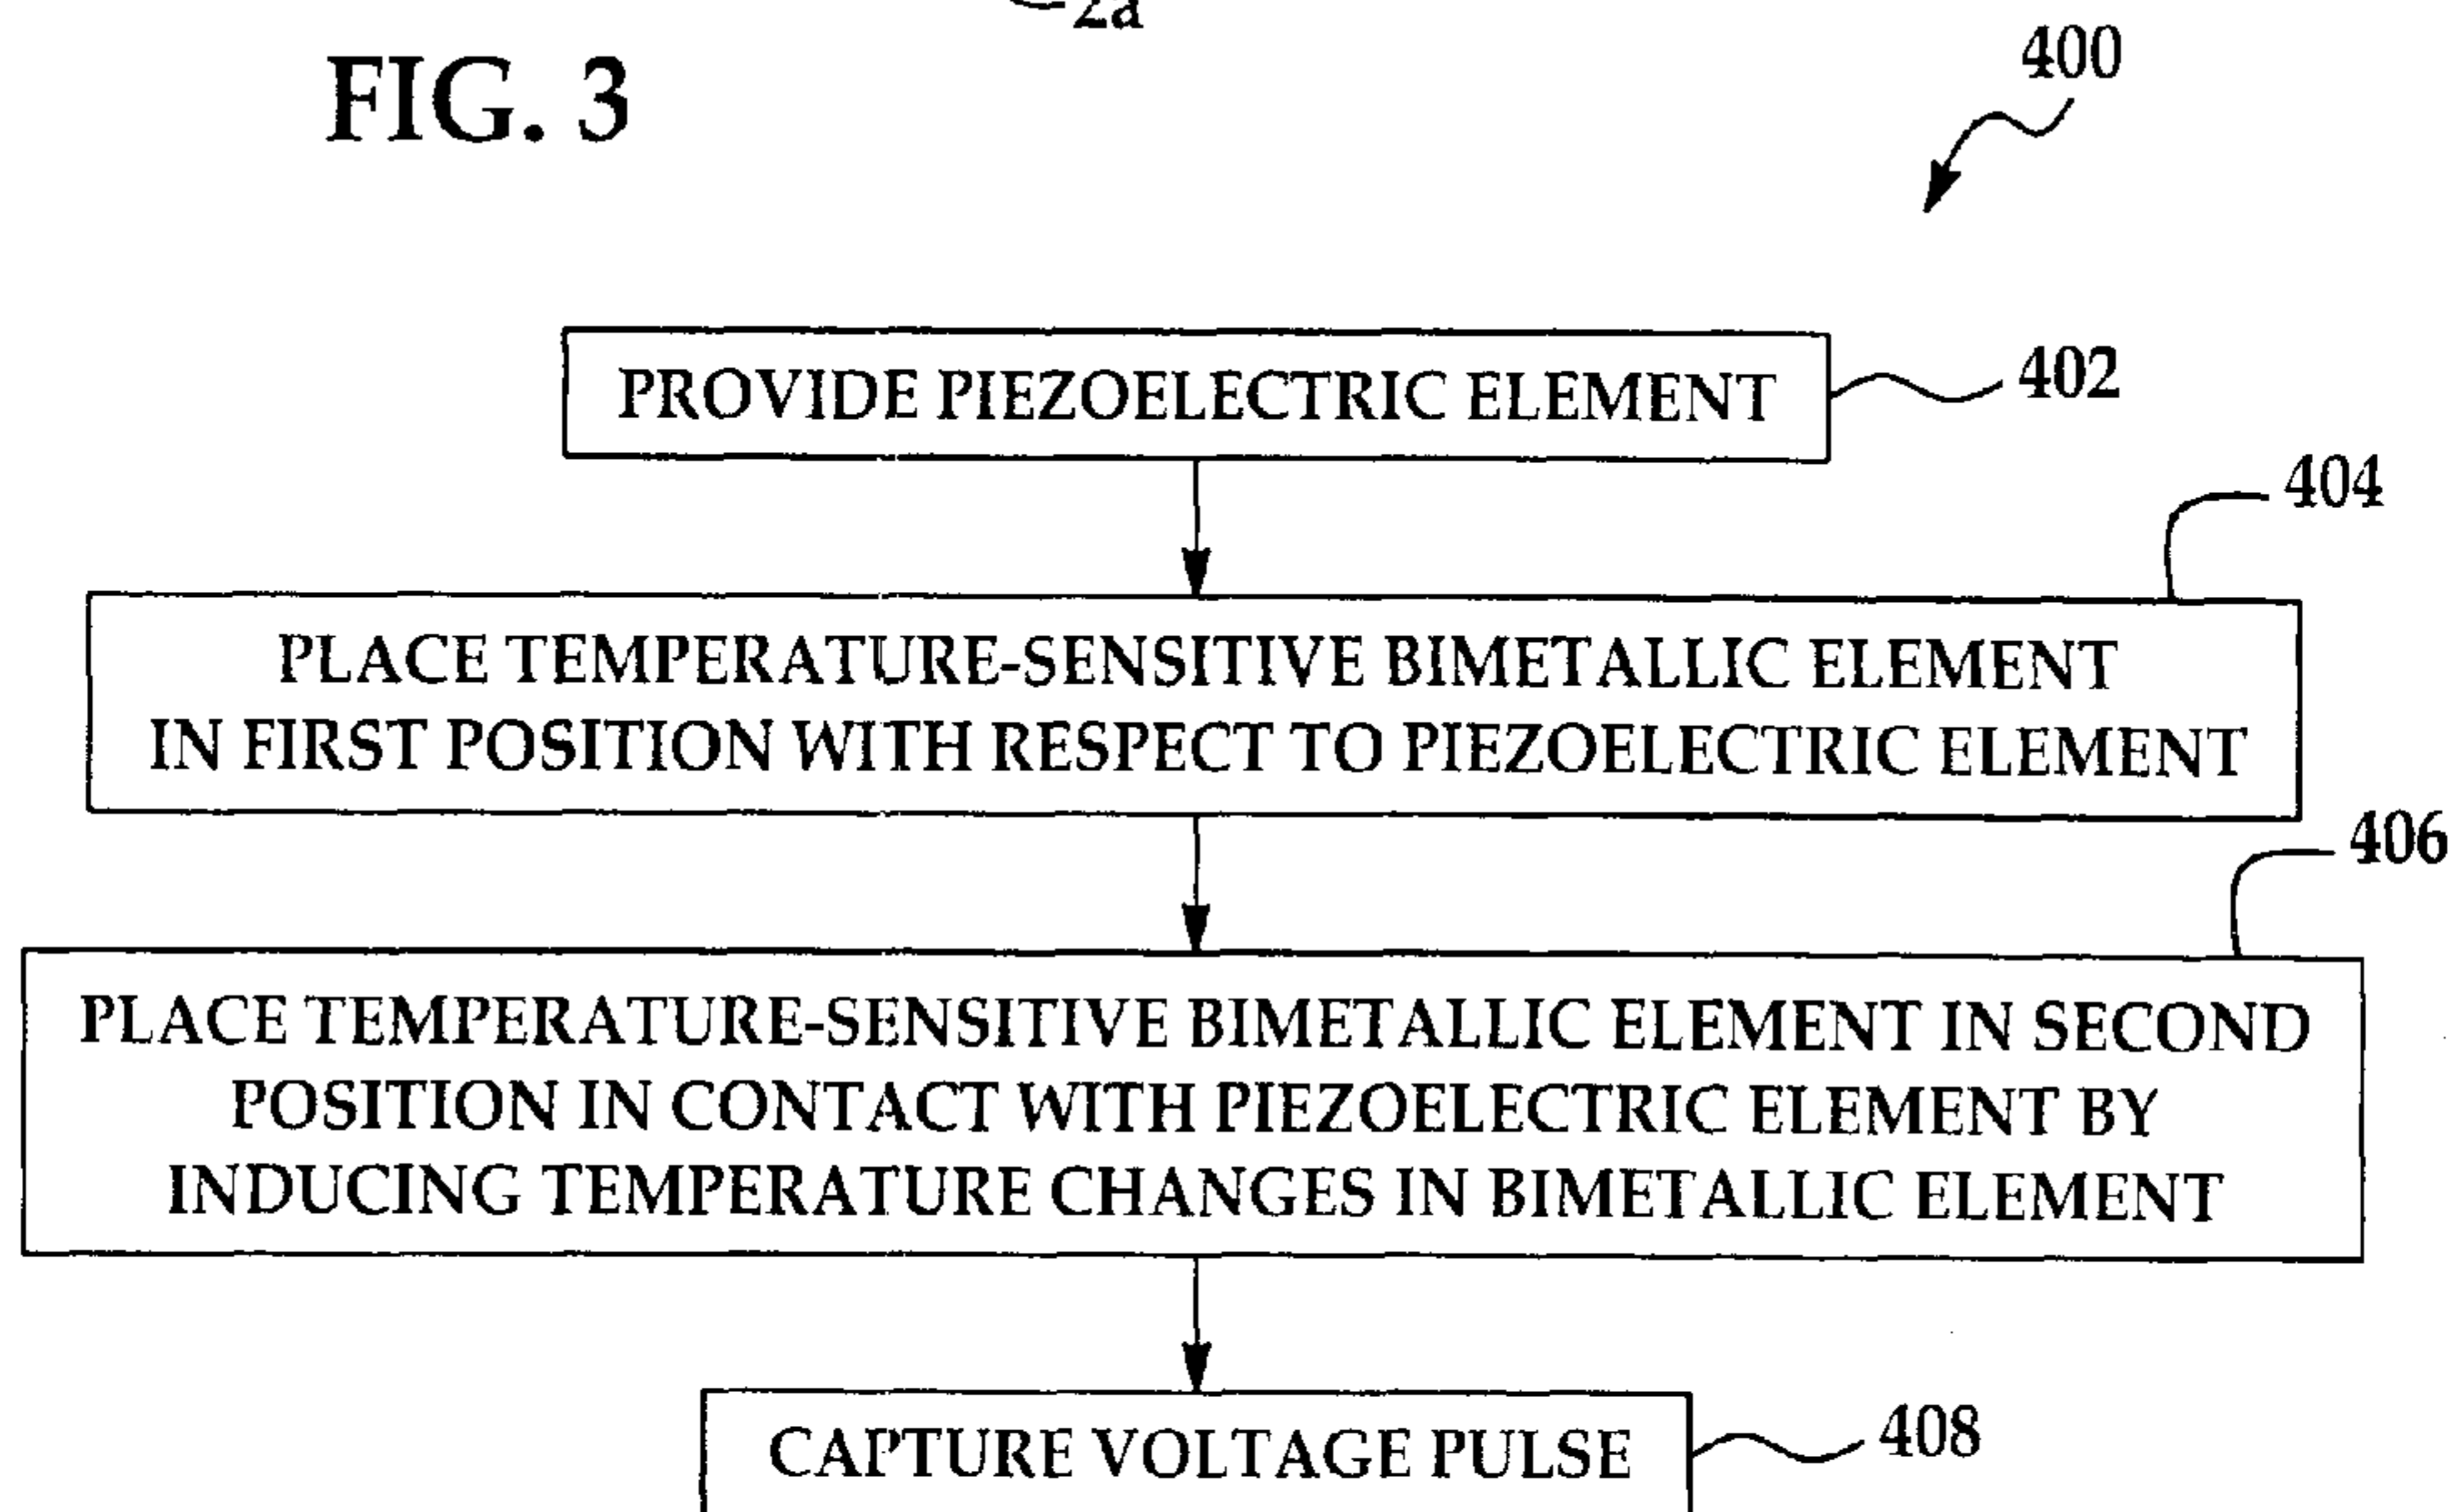 2a
FIG. 3
400
PROVIDE PIEZOELECTRIC ELEMENT
402
404
PLACE TEMPERATURE-SENSITIVE BIMETALLIC ELEMENT
IN FIRST POSITION WITH RESPECT TO PIEZOELECTRIC ELEMENT
406
PLACE TEMPERATURE-SENSITIVE BIMETALLIC ELEMENT IN SECOND
POSITION IN CONTACT WITH PIEZOELECTRIC ELEMENT BY
INDUCING TEMPERATURE CHANGES IN BIMETALLIC ELEMENT
CAPTURE VOLTAGE PULSE
408